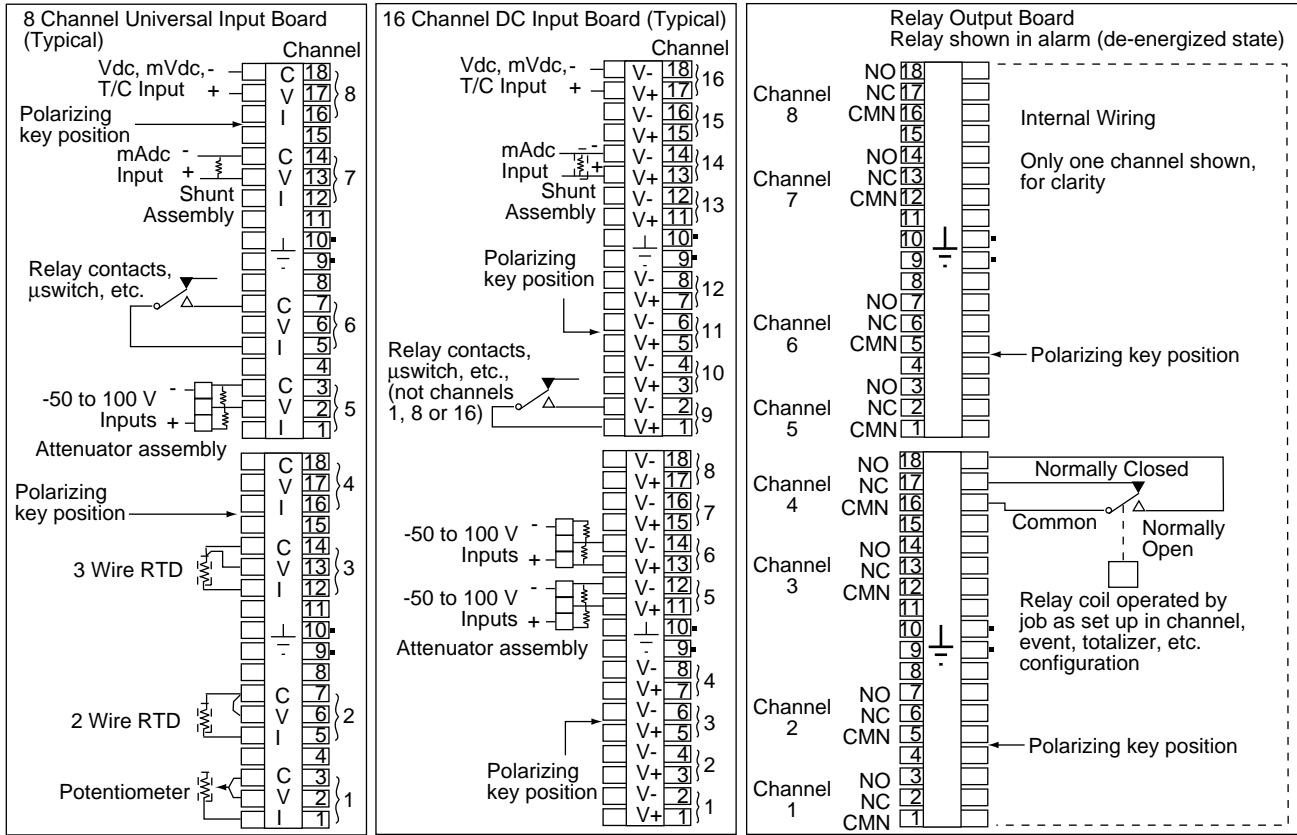 8 Channel Universal Input Board
(Typical)
Channel
Vdc, mVdc,-
T/C Input +
C 18
V 17 8
I 16
15
Polarizing
key position
mAdc -
Input +
Shunt
Assembly
C 14
V 13 7
I 12
11
10
9
8
Relay contacts,
µswitch, etc.
C 7
V 6 6
I 5
4
-50 to 100 V -
Inputs +
Attenuator assembly
C 3
V 2 5
I 1
C 18
V 17 4
I 16
15
Polarizing
key position
3 Wire RTD
C 14
V 13 3
I 12
11
10
9
8
2 Wire RTD
C 7
V 6 2
I 5
4
Potentiometer
C 3
V 2 1
I 1
16 Channel DC Input Board (Typical)
Channel
Vdc, mVdc,-
T/C Input +
V- 18
V+ 17 16
V- 16
V+ 15 15
mAdc - -
Input +
Shunt
Assembly
V- 14
V+ 13 14
V- 12
V+ 11 13
10
9
Polarizing
key position
V- 8
V+ 7 12
V- 6
V+ 5 11
V- 4
V+ 3 10
V- 2
V+ 1 9
Relay contacts,
µswitch, etc.,
(not channels
1, 8 or 16)
V- 18
V+ 17 8
V- 16
V+ 15 7
-50 to 100 V -
Inputs +
V- 14
V+ 13 6
-50 to 100 V -
Inputs +
Attenuator assembly
V- 12
V+ 11 5
10
9
V- 8
V+ 7 4
V- 6
V+ 5 3
V- 4
V+ 3 2
V- 2
V+ 1 1
Polarizing
key position
Relay Output Board
Relay shown in alarm (de-energized state)
Channel
8
NO 18
NC 17
CMN 16
15
Internal Wiring
Only one channel shown,
for clarity
Channel
7
NO 14
NC 13
CMN 12
11
10
9
8
Channel
6
NO 7
NC 6
CMN 5
4
Polarizing key position
Channel
5
NO 3
NC 2
CMN 1
Channel
4
NO 18
NC 17
CMN 16
15
Normally Closed
Common
Normally
Open
Channel
3
NO 14
NC 13
CMN 12
11
10
9
8
Relay coil operated by
job as set up in channel,
event, totalizer, etc.
configuration
Channel
2
NO 7
NC 6
CMN 5
4
Polarizing key position
Channel
1
NO 3
NC 2
CMN 1